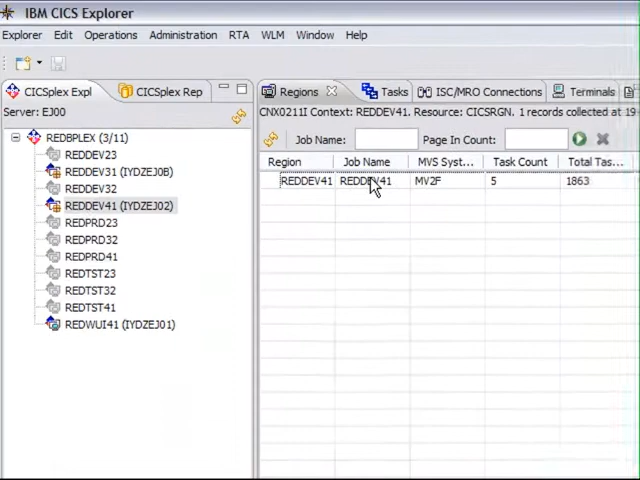 IBM CICS Explorer
Explorer Edit Operations Administration RTA WLM Window Help
CICSplex Expl CICSplex Rep
Server: EJ00
REDBPLEX (3/11)
REDDEV23
REDDEV31 (IYDZEJ0B)
REDDEV32
REDDEV41 (IYDZEJ02)
REDPRD23
REDPRD32
REDPRD41
REDTST23
REDTST32
REDTST41
REDWUI41 (IYDZEJ01)
Regions Tasks ISC/MRO Connections Terminals
CNX0211I Context: REDDEV41. Resource: CICSRGN. 1 records collected at 19
Job Name: Page In Count:
Region Job Name MVS Syst... Task Count Total Tas...
REDDEV41 REDDEV41 MV2F 5 1863